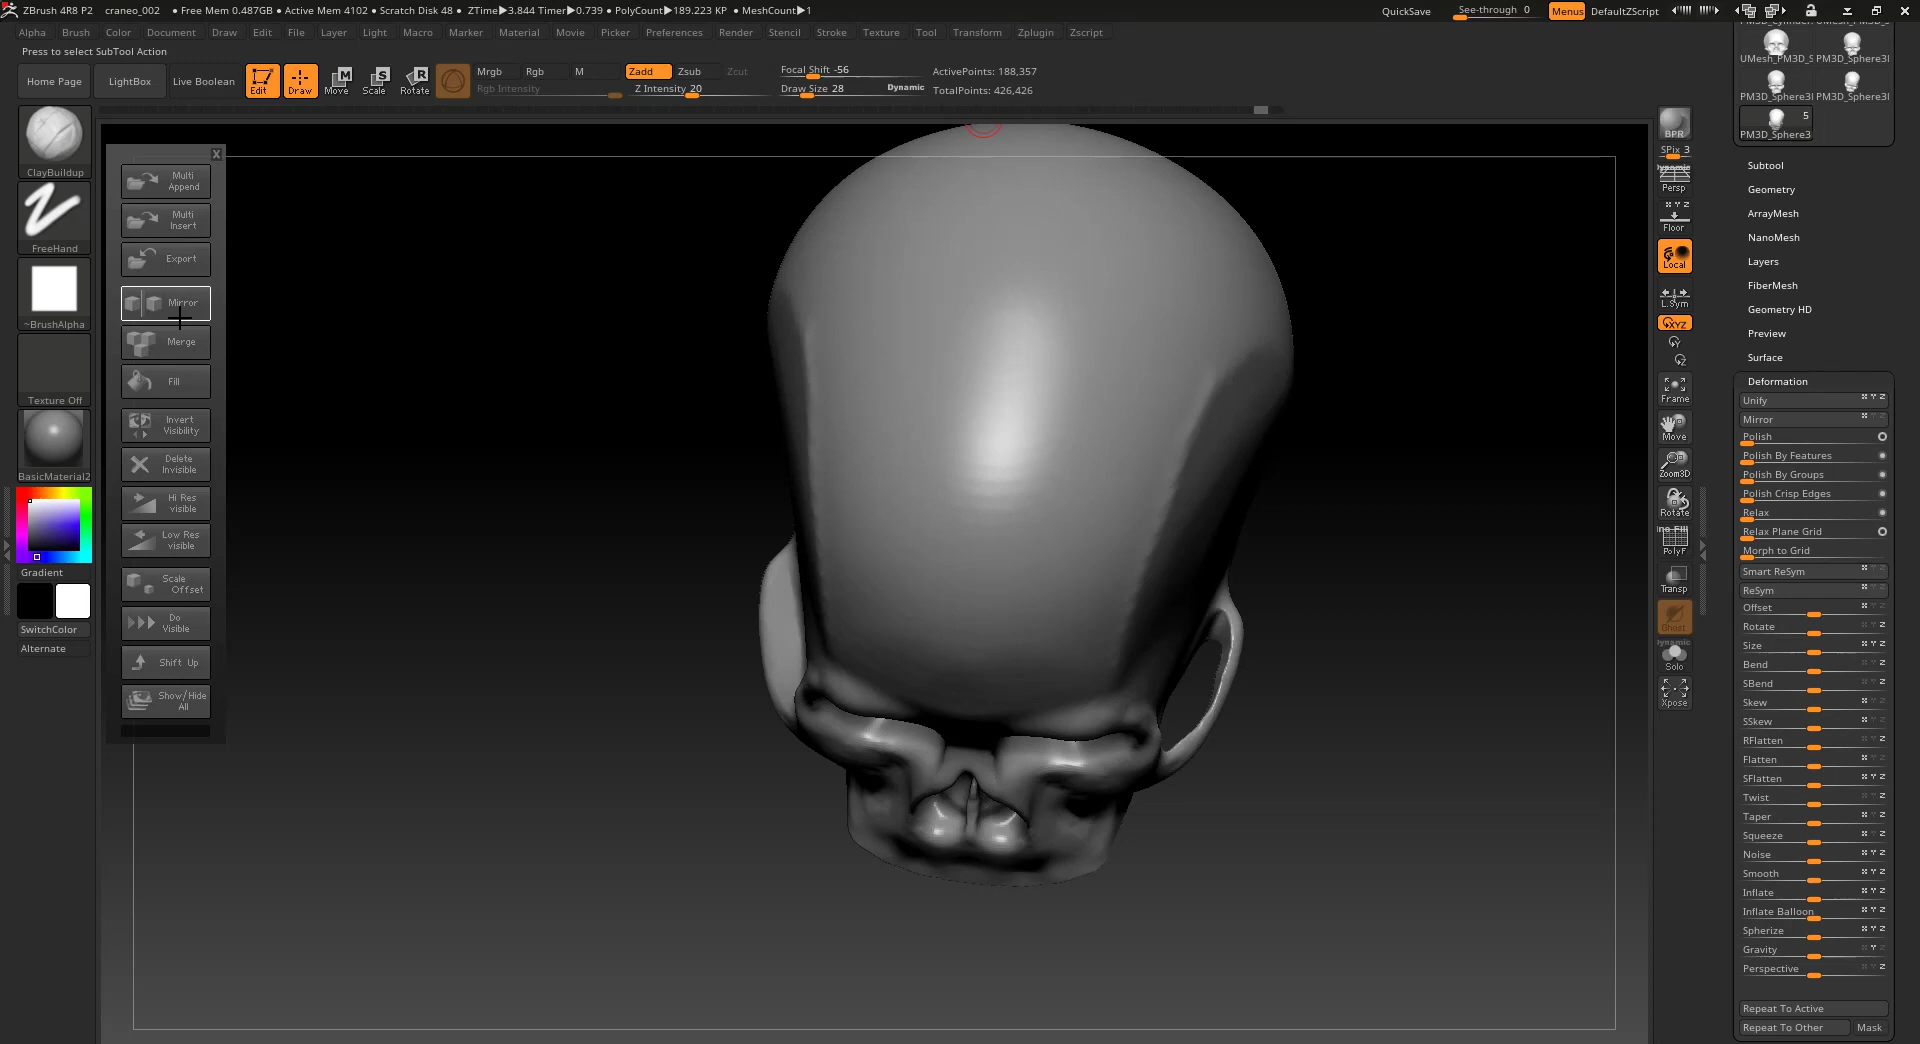 ZBrush 4R8 P2 craneo_002 • Free Mem 0.487GB • Active Mem 4102 • Scratch Disk 48 • ZTime▶3.844 Timer▶0.739 • PolyCount▶189.223 KP • MeshCount▶1 QuickSave See-through 0 Menus DefaultZScript
Alpha Brush Color Document Draw Edit File Layer Light Macro Marker Material Movie Picker Preferences Render Stencil Stroke Texture Tool Transform Zplugin Zscript
Press to select SubTool Action
Home Page LightBox Live Boolean Edit Draw Move Scale Rotate
M S R
Mrgb Rgb M Zadd Zsub Zcut Focal Shift -56 ActivePoints: 188,357
Rgb Intensity Z Intensity 20 Draw Size 28 Dynamic TotalPoints: 426,426
ClayBuildup
FreeHand
~BrushAlpha
Texture Off
BasicMaterial2
Gradient
SwitchColor
Alternate
X
Multi Append
Multi Insert
Export
Mirror
Merge
Fill
Invert Visibility
Delete Invisible
Hi Res visible
Low Res visible
Scale Offset
Do Visible
Shift Up
Show/Hide All
BPR
SPix 3
Dynamic
Persp
X Y Z
Floor
Local
L.Sym
XYZ
Y
Z
Frame
Move
Zoom3D
Rotate
PolyF
Transp
Ghost
Dynamic
Solo
Xpose
UMesh_PM3D_S PM3D_Sphere3I
PM3D_Sphere3I PM3D_Sphere3I
5
PM3D_Sphere3
Subtool
Geometry
ArrayMesh
NanoMesh
Layers
FiberMesh
Geometry HD
Preview
Surface
Deformation
Unify
Mirror
Polish
Polish By Features
Polish By Groups
Polish Crisp Edges
Relax
Relax Plane Grid
Morph to Grid
Smart ReSym
ReSym
Offset
Rotate
Size
Bend
SBend
Skew
SSkew
RFlatten
Flatten
SFlatten
Twist
Taper
Squeeze
Noise
Smooth
Inflate
Inflate Balloon
Spherize
Gravity
Perspective
Repeat To Active
Repeat To Other Mask